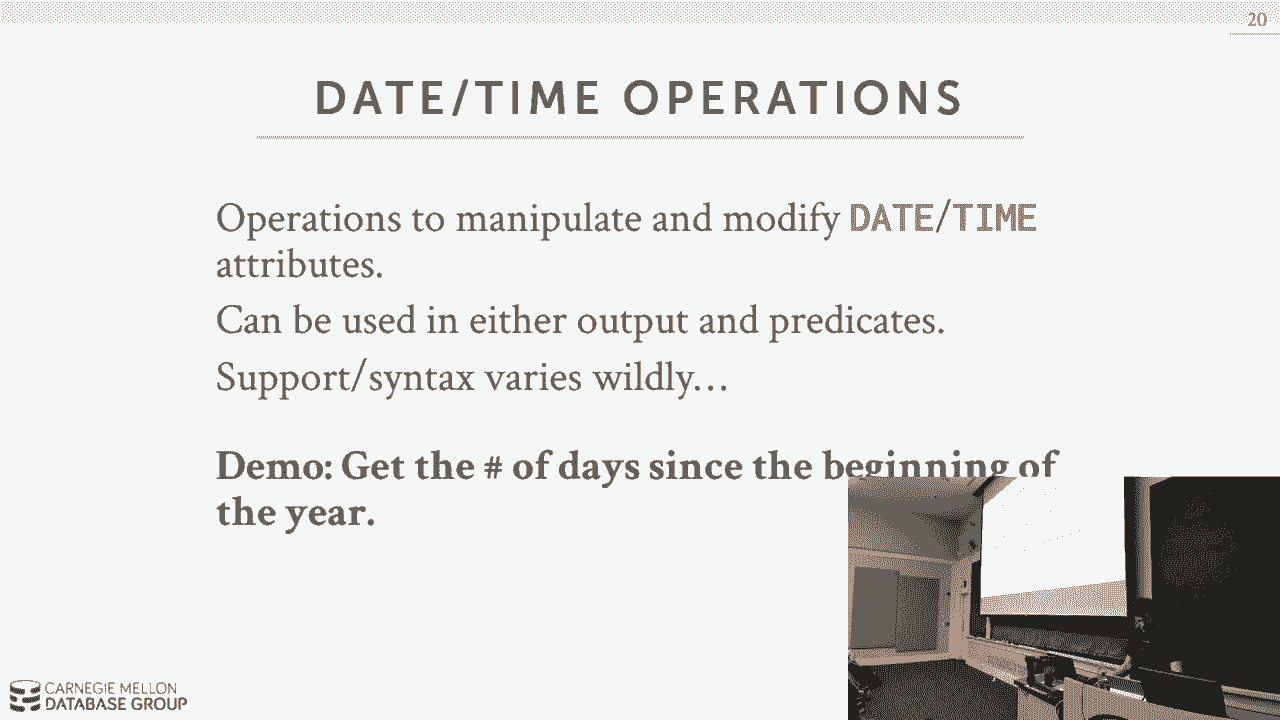 20
DATE/TIME OPERATIONS
Operations to manipulate and modify DATE/TIME
attributes.
Can be used in either output and predicates.
Support/syntax varies wildly…
Demo: Get the # of days since the beginning of
the year.
CARNEGIE MELLON
DATABASE GROUP